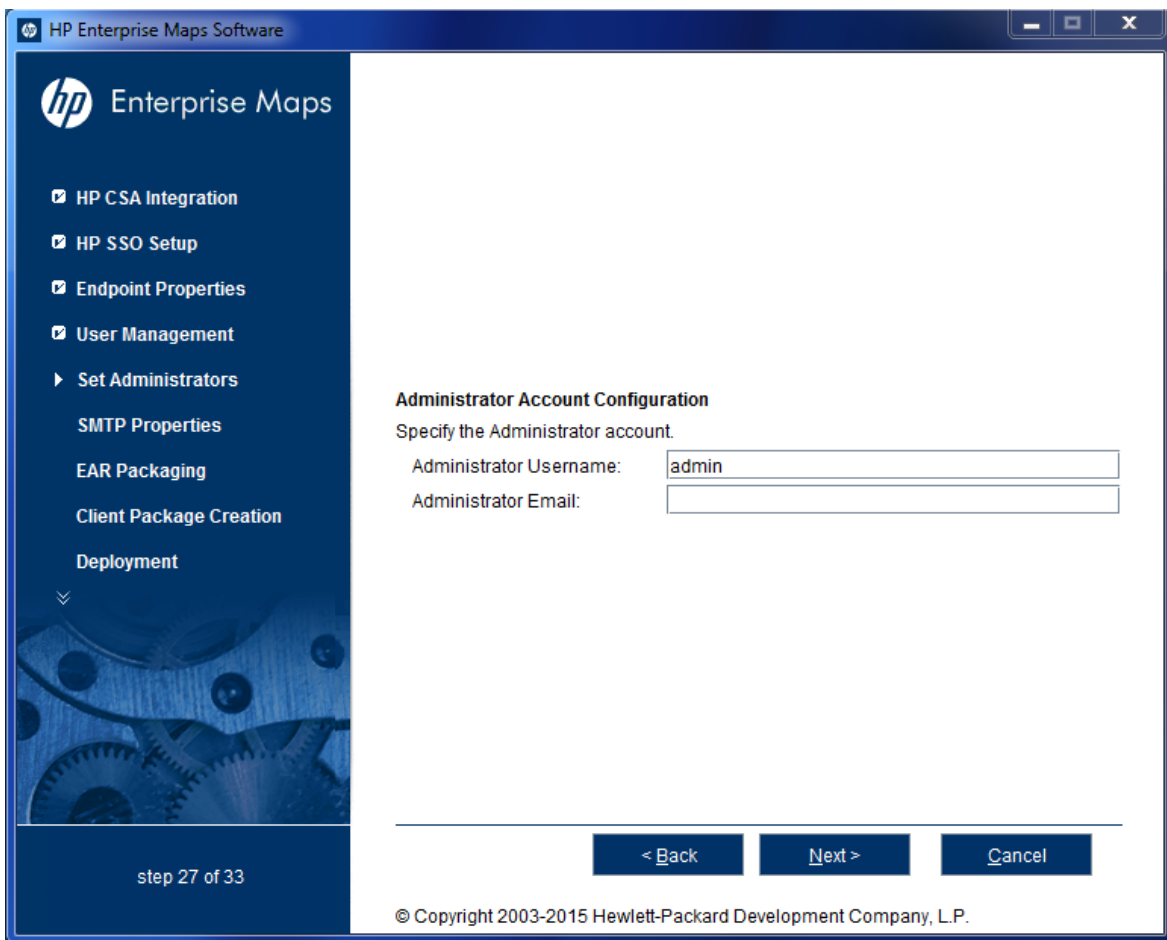 HP Enterprise Maps Software
hp Enterprise Maps
HP CSA Integration
HP SSO Setup
Endpoint Properties
User Management
Set Administrators
SMTP Properties
EAR Packaging
Client Package Creation
Deployment
step 27 of 33
Administrator Account Configuration
Specify the Administrator account.
Administrator Username: admin
Administrator Email:
< Back Next > Cancel
© Copyright 2003-2015 Hewlett-Packard Development Company, L.P.